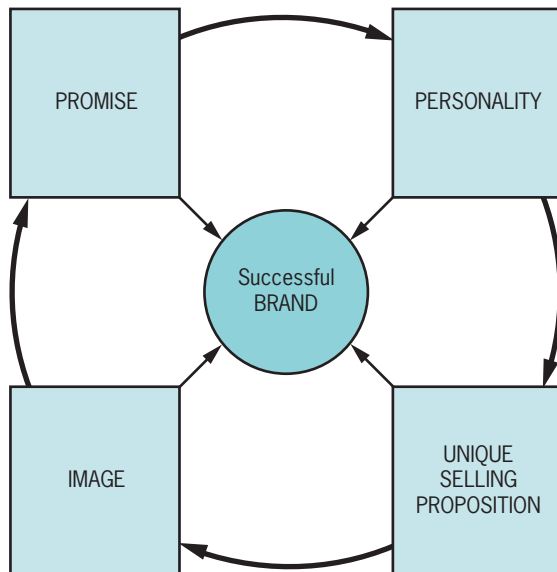 PROMISE
PERSONALITY
Successful
BRAND
IMAGE
UNIQUE
SELLING
PROPOSITION